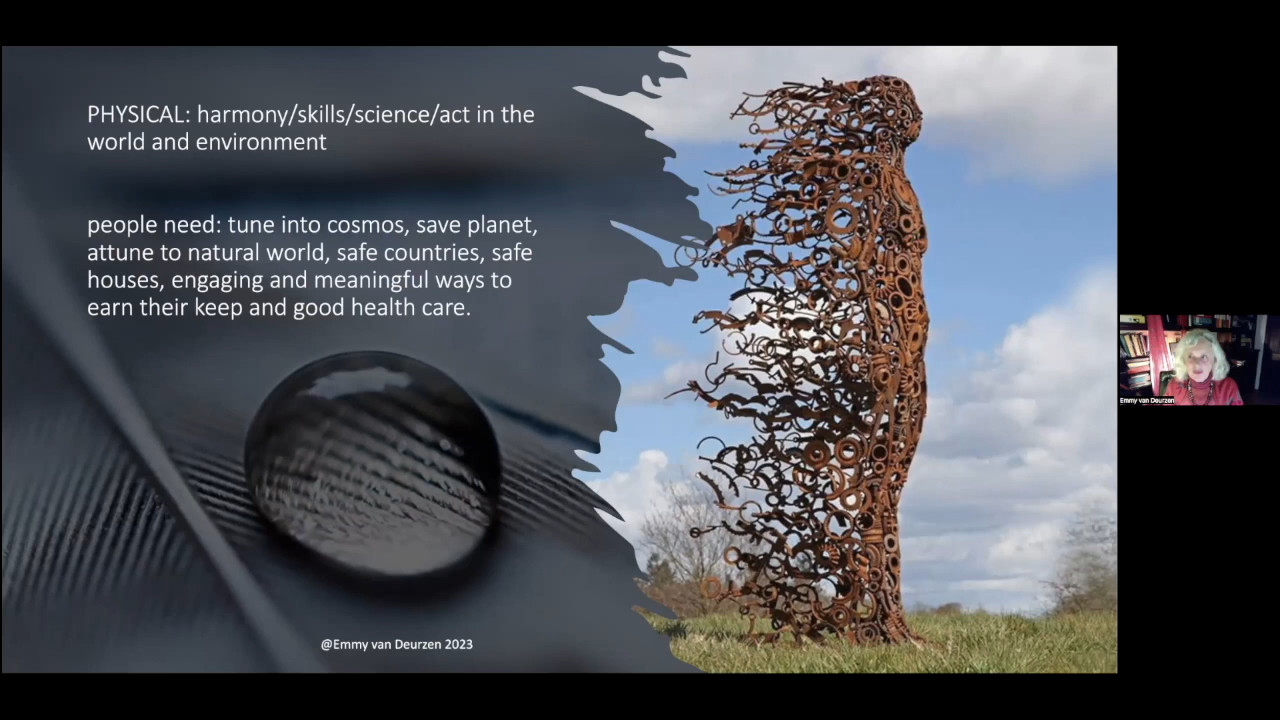 PHYSICAL: harmony/skills/science/act in the
world and environment
people need: tune into cosmos, save planet,
attune to natural world, safe countries, safe
houses, engaging and meaningful ways to
earn their keep and good health care.
@Emmy van Deurzen 2023
Emmy van Deurzen